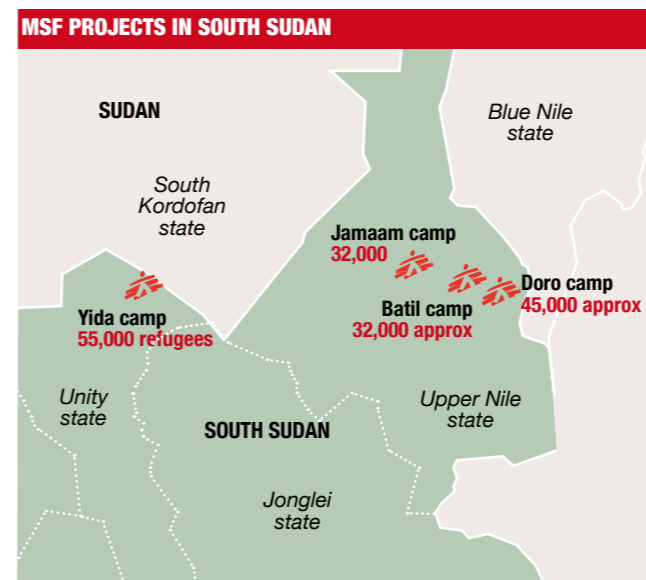 MSF PROJECTS IN SOUTH SUDAN
SUDAN
Blue Nile
state
South
Kordofan
state
Jamaam camp
32,000
Doro camp
45,000 approx
Batil camp
32,000 approx
Yida camp
55,000 refugees
Unity
state
Upper Nile
state
SOUTH SUDAN
Jonglei
state